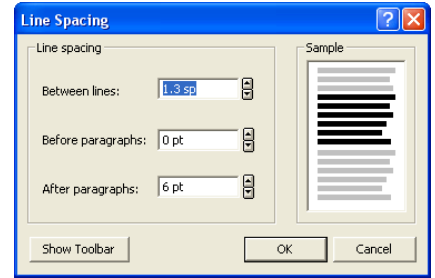 Line Spacing
Line spacing
Sample
Between lines: 1.3 sp
Before paragraphs: 0 pt
After paragraphs: 6 pt
Show Toolbar OK Cancel